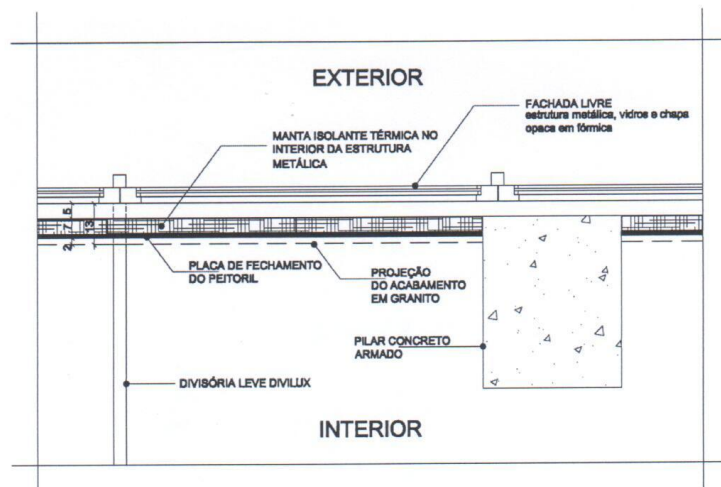 EXTERIOR
FACHADA LIVRE
estrutura metálica, vidros e chapa
opaca em fórmica
MANTA ISOLANTE TÉRMICA NO
INTERIOR DA ESTRUTURA
METÁLICA
5
7
13
2
PLACA DE FECHAMENTO
DO PEITORIL
PROJEÇÃO
DO ACABAMENTO
EM GRANITO
PILAR CONCRETO
ARMADO
DIVISÓRIA LEVE DIVILUX
INTERIOR